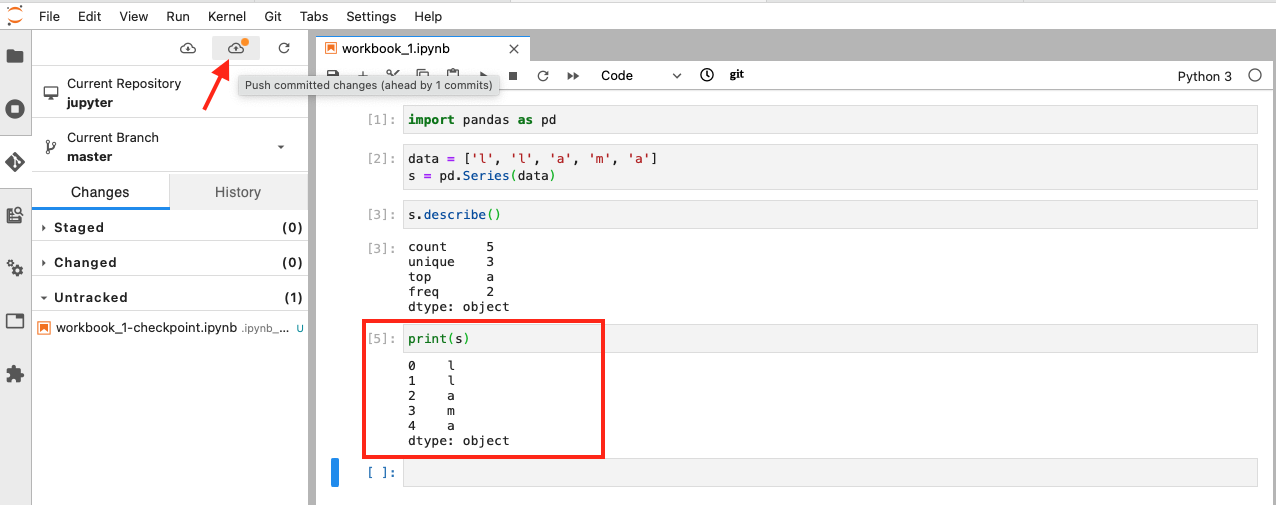 File Edit View Run Kernel Git Tabs Settings Help
Current Repository
jupyter
Current Branch
master
Changes History
Staged (0)
Changed (0)
Untracked (1)
workbook_1-checkpoint.ipynb .ipynb_... U
workbook_1.ipynb
Code git Python 3
Push committed changes (ahead by 1 commits)
[1]: import pandas as pd
[2]: data = ['l', 'l', 'a', 'm', 'a']
s = pd.Series(data)
[3]: s.describe()
[3]: count 5
unique 3
top a
freq 2
dtype: object
[5]: print(s)
0 l
1 l
2 a
3 m
4 a
dtype: object
[ ]: